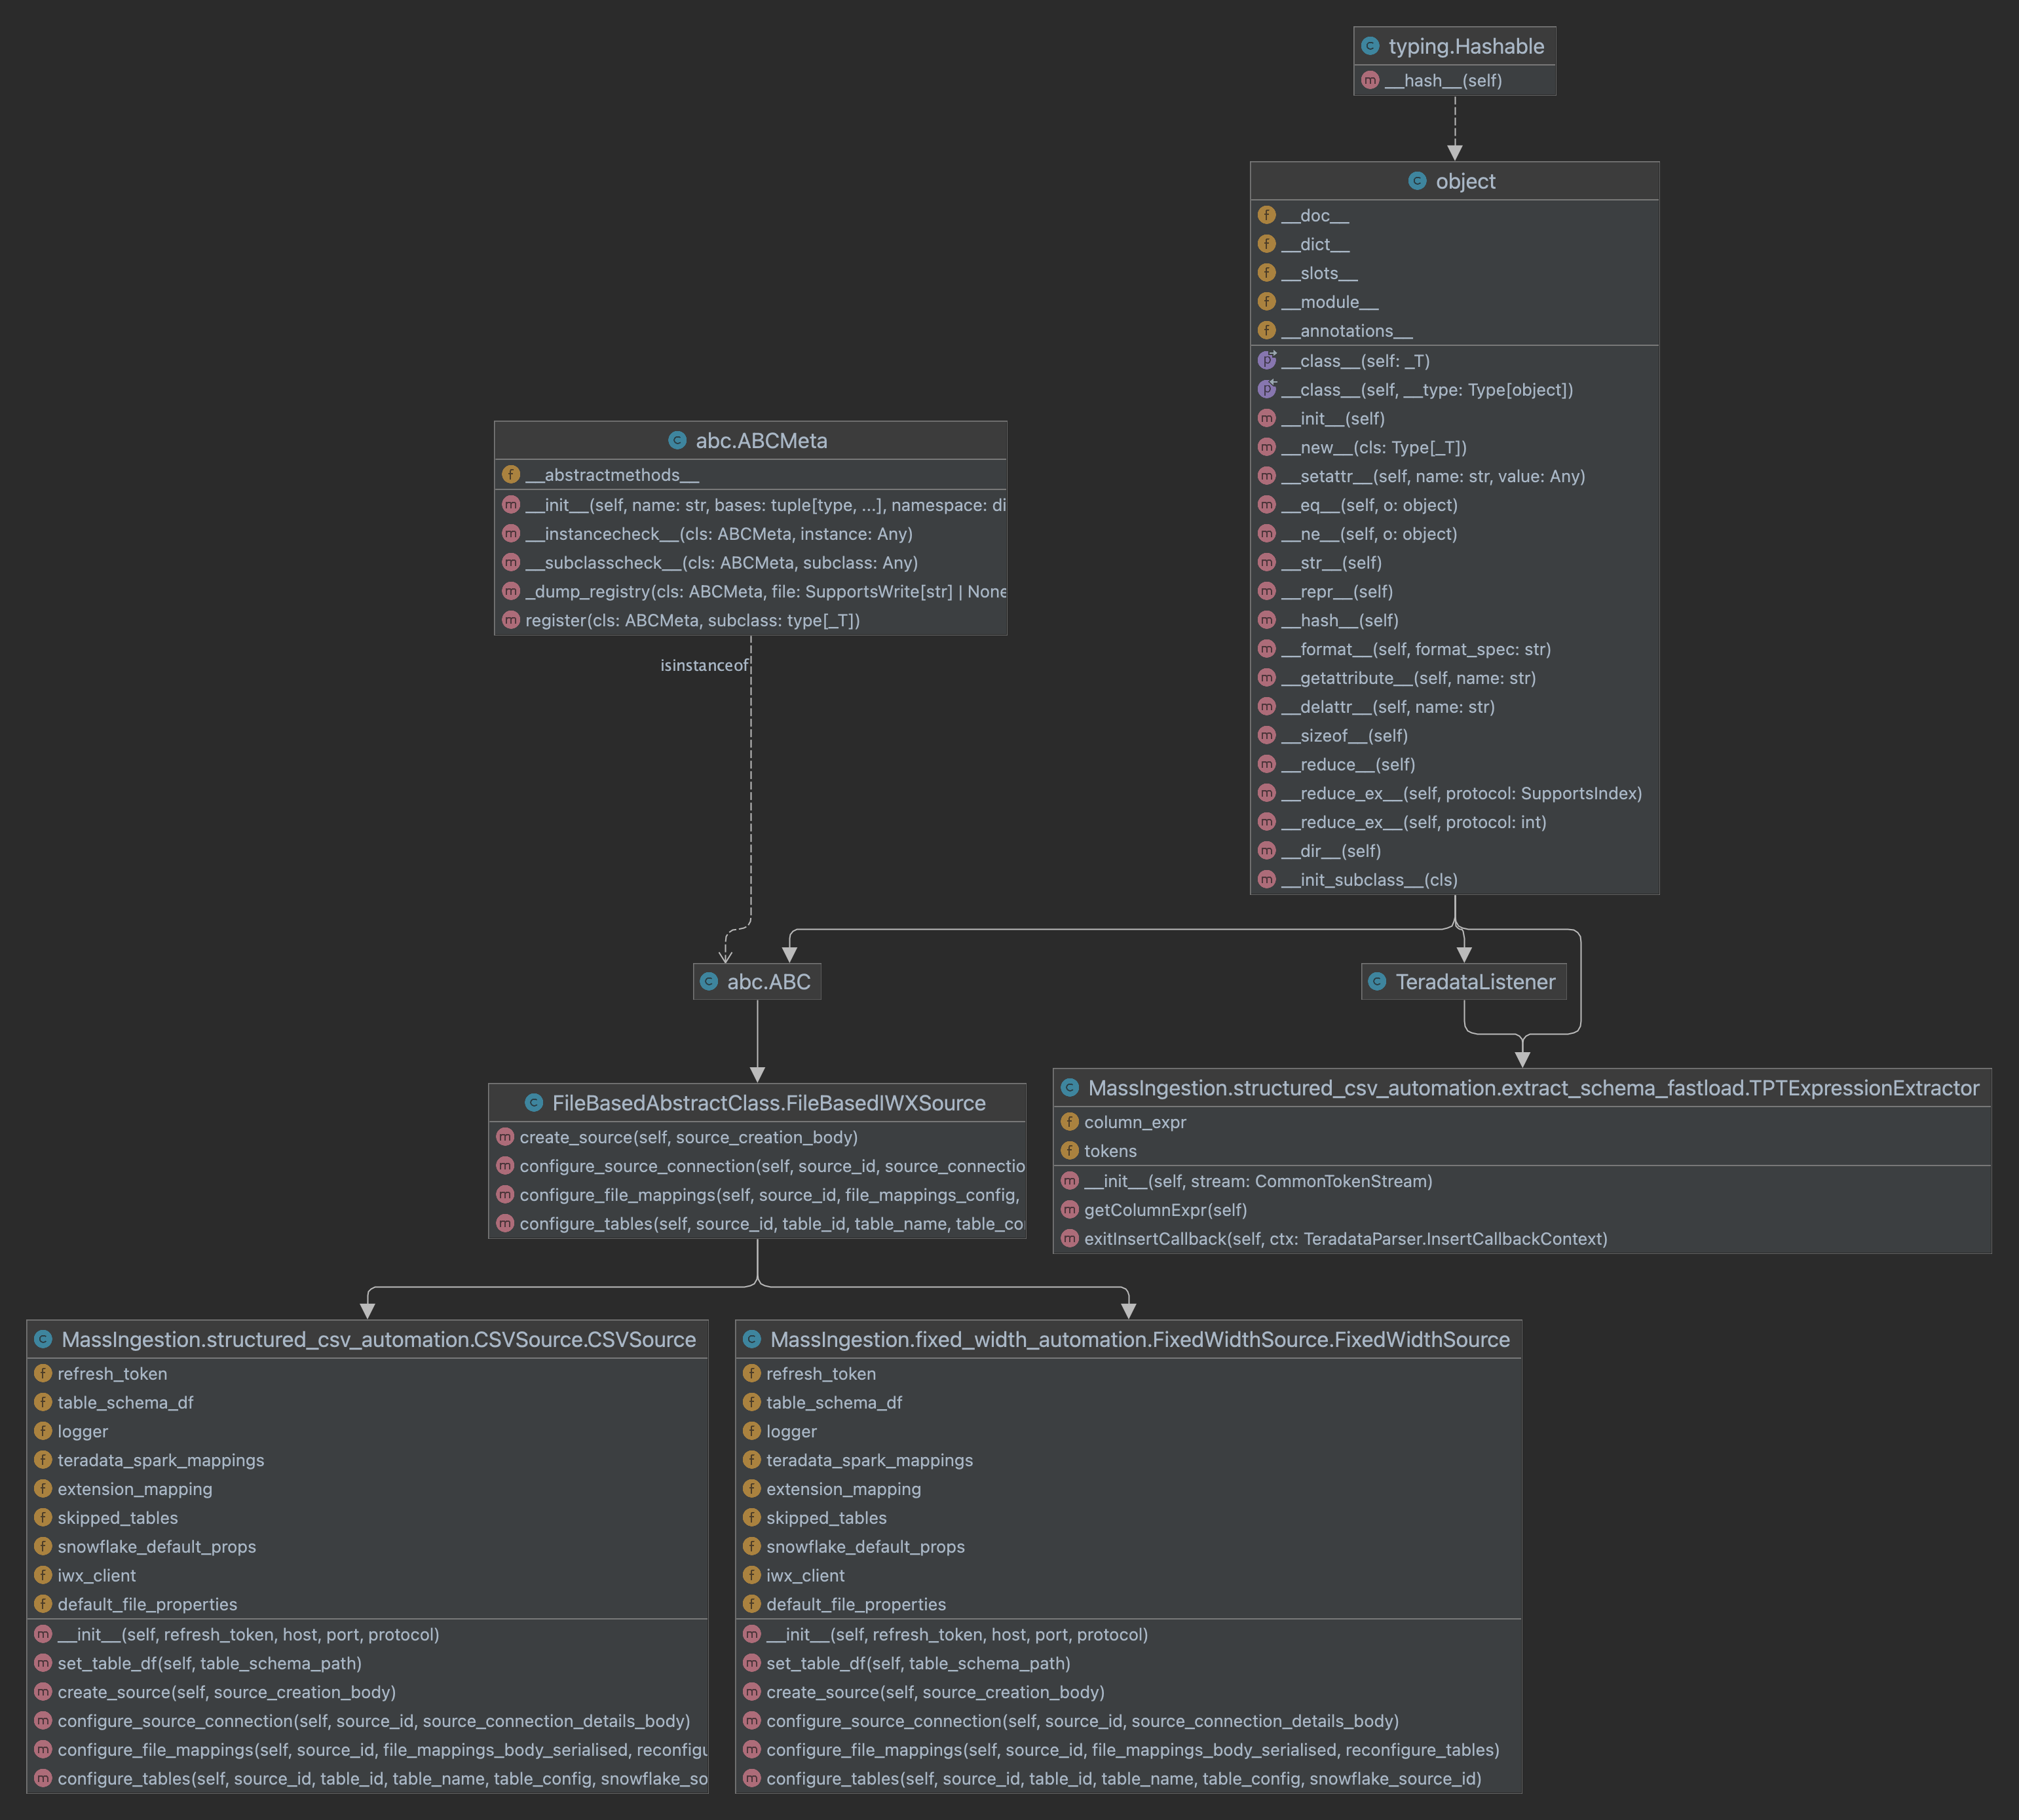 typing.Hashable
__hash__(self)
object
__doc__
__dict__
__slots__
__module__
__annotations__
__class__(self: _T)
__class__(self, __type: Type[object])
__init__(self)
__new__(cls: Type[_T])
__setattr__(self, name: str, value: Any)
__eq__(self, o: object)
__ne__(self, o: object)
__str__(self)
__repr__(self)
__hash__(self)
__format__(self, format_spec: str)
__getattribute__(self, name: str)
__delattr__(self, name: str)
__sizeof__(self)
__reduce__(self)
__reduce_ex__(self, protocol: SupportsIndex)
__reduce_ex__(self, protocol: int)
__dir__(self)
__init_subclass__(cls)
abc.ABCMeta
__abstractmethods__
__init__(self, name: str, bases: tuple[type, ...], namespace: di
__instancecheck__(cls: ABCMeta, instance: Any)
__subclasscheck__(cls: ABCMeta, subclass: Any)
_dump_registry(cls: ABCMeta, file: SupportsWrite[str] | None
register(cls: ABCMeta, subclass: type[_T])
isinstanceof
abc.ABC
TeradataListener
FileBasedAbstractClass.FileBasedIWXSource
create_source(self, source_creation_body)
configure_source_connection(self, source_id, source_connectio
configure_file_mappings(self, source_id, file_mappings_config,
configure_tables(self, source_id, table_id, table_name, table_co
MassIngestion.structured_csv_automation.extract_schema_fastload.TPTExpressionExtractor
column_expr
tokens
__init__(self, stream: CommonTokenStream)
getColumnExpr(self)
exitInsertCallback(self, ctx: TeradataParser.InsertCallbackContext)
MassIngestion.structured_csv_automation.CSVSource.CSVSource
refresh_token
table_schema_df
logger
teradata_spark_mappings
extension_mapping
skipped_tables
snowflake_default_props
iwx_client
default_file_properties
__init__(self, refresh_token, host, port, protocol)
set_table_df(self, table_schema_path)
create_source(self, source_creation_body)
configure_source_connection(self, source_id, source_connection_details_body)
configure_file_mappings(self, source_id, file_mappings_body_serialised, reconfigu
configure_tables(self, source_id, table_id, table_name, table_config, snowflake_so
MassIngestion.fixed_width_automation.FixedWidthSource.FixedWidthSource
refresh_token
table_schema_df
logger
teradata_spark_mappings
extension_mapping
skipped_tables
snowflake_default_props
iwx_client
default_file_properties
__init__(self, refresh_token, host, port, protocol)
set_table_df(self, table_schema_path)
create_source(self, source_creation_body)
configure_source_connection(self, source_id, source_connection_details_body)
configure_file_mappings(self, source_id, file_mappings_body_serialised, reconfigure_tables)
configure_tables(self, source_id, table_id, table_name, table_config, snowflake_source_id)